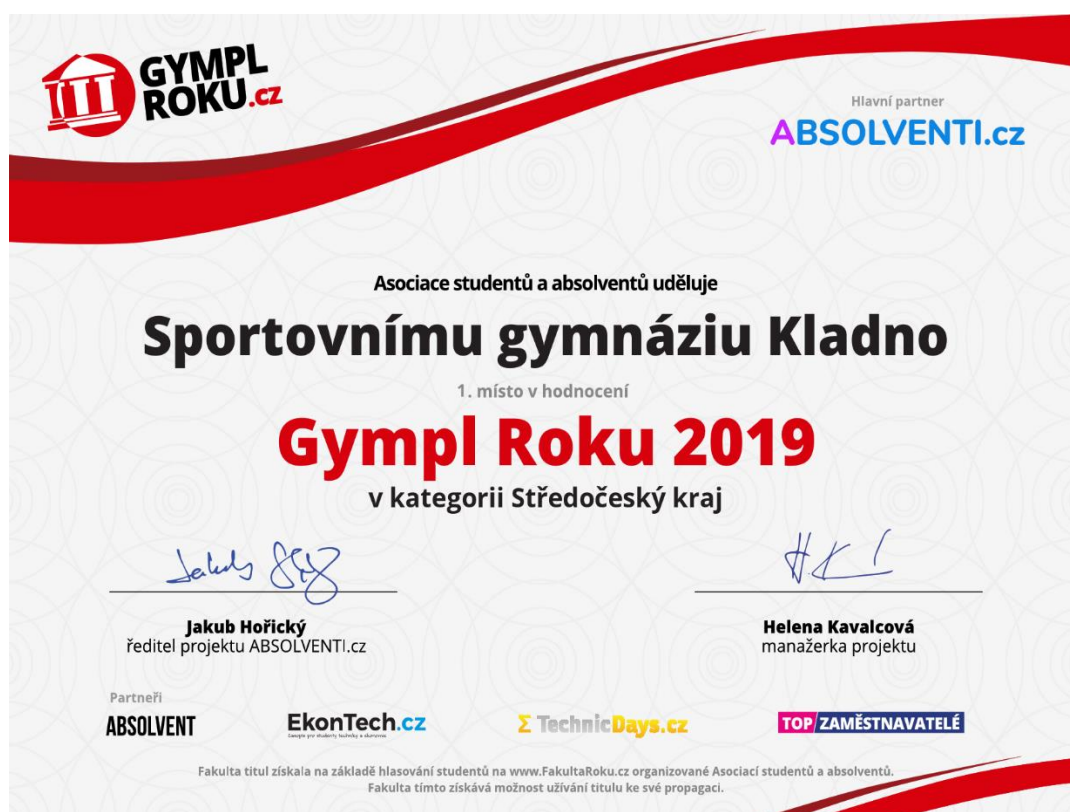 GYMPL
ROKU.cz
Hlavní partner
ABSOLVENTI.cz
Asociace studentů a absolventů uděluje
Sportovnímu gymnáziu Kladno
1. místo v hodnocení
Gympl Roku 2019
v kategorii Středočeský kraj
Jakub Hořický
ředitel projektu ABSOLVENTI.cz
Helena Kavalcová
manažerka projektu
Partneři
ABSOLVENT
EkonTech.cz
Σ TechnicDays.cz
TOP ZAMĚSTNAVATELÉ
Fakulta titul získala na základě hlasování studentů na www.FakultaRoku.cz organizované Asociací studentů a absolventů.
Fakulta tímto získává možnost užívání titulu ke své propagaci.